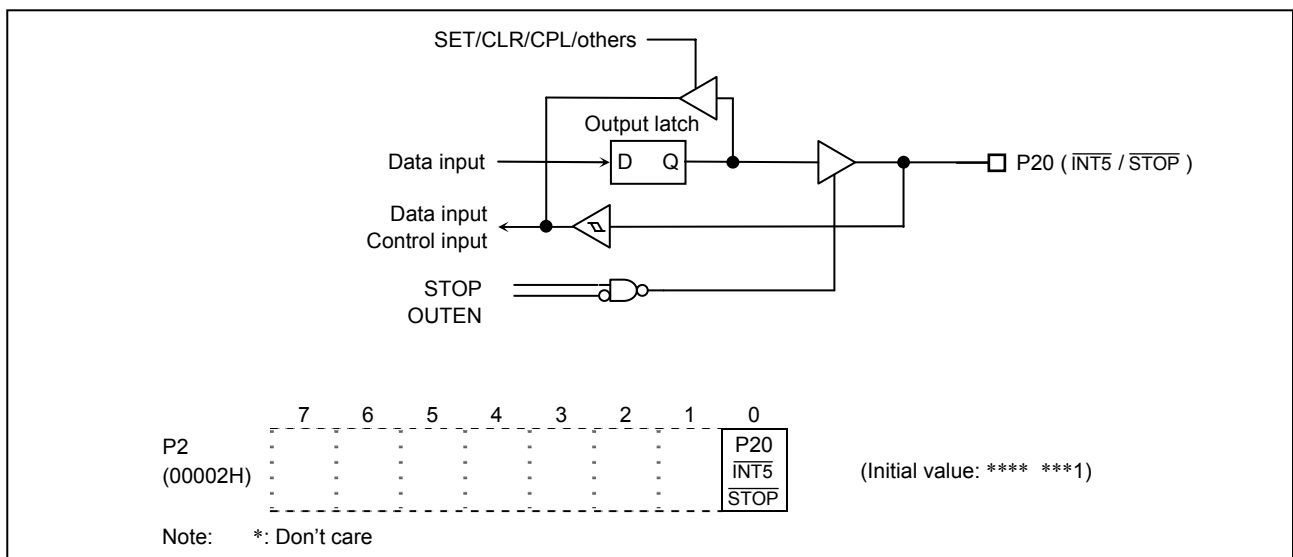 SET/CLR/CPL/others
Output latch
Data input
D Q
P20 ( INT5 / STOP )
Data input
Control input
STOP
OUTEN
7 6 5 4 3 2 1 0
P2
(00002H)
P20
INT5
STOP
(Initial value: **** ***1)
Note: *: Don’t care